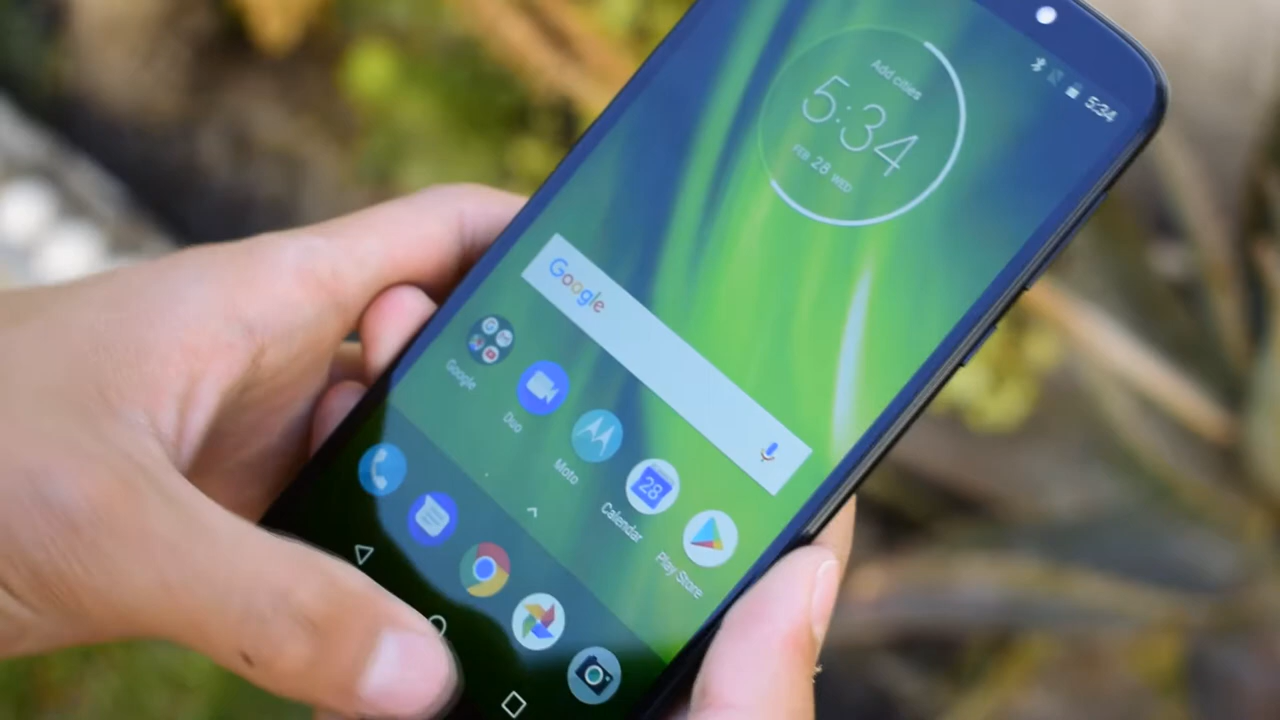 5:34
Add cities
5:34
FEB 28 WED
Google
Google
Duo
Moto
28
Calendar
Play Store